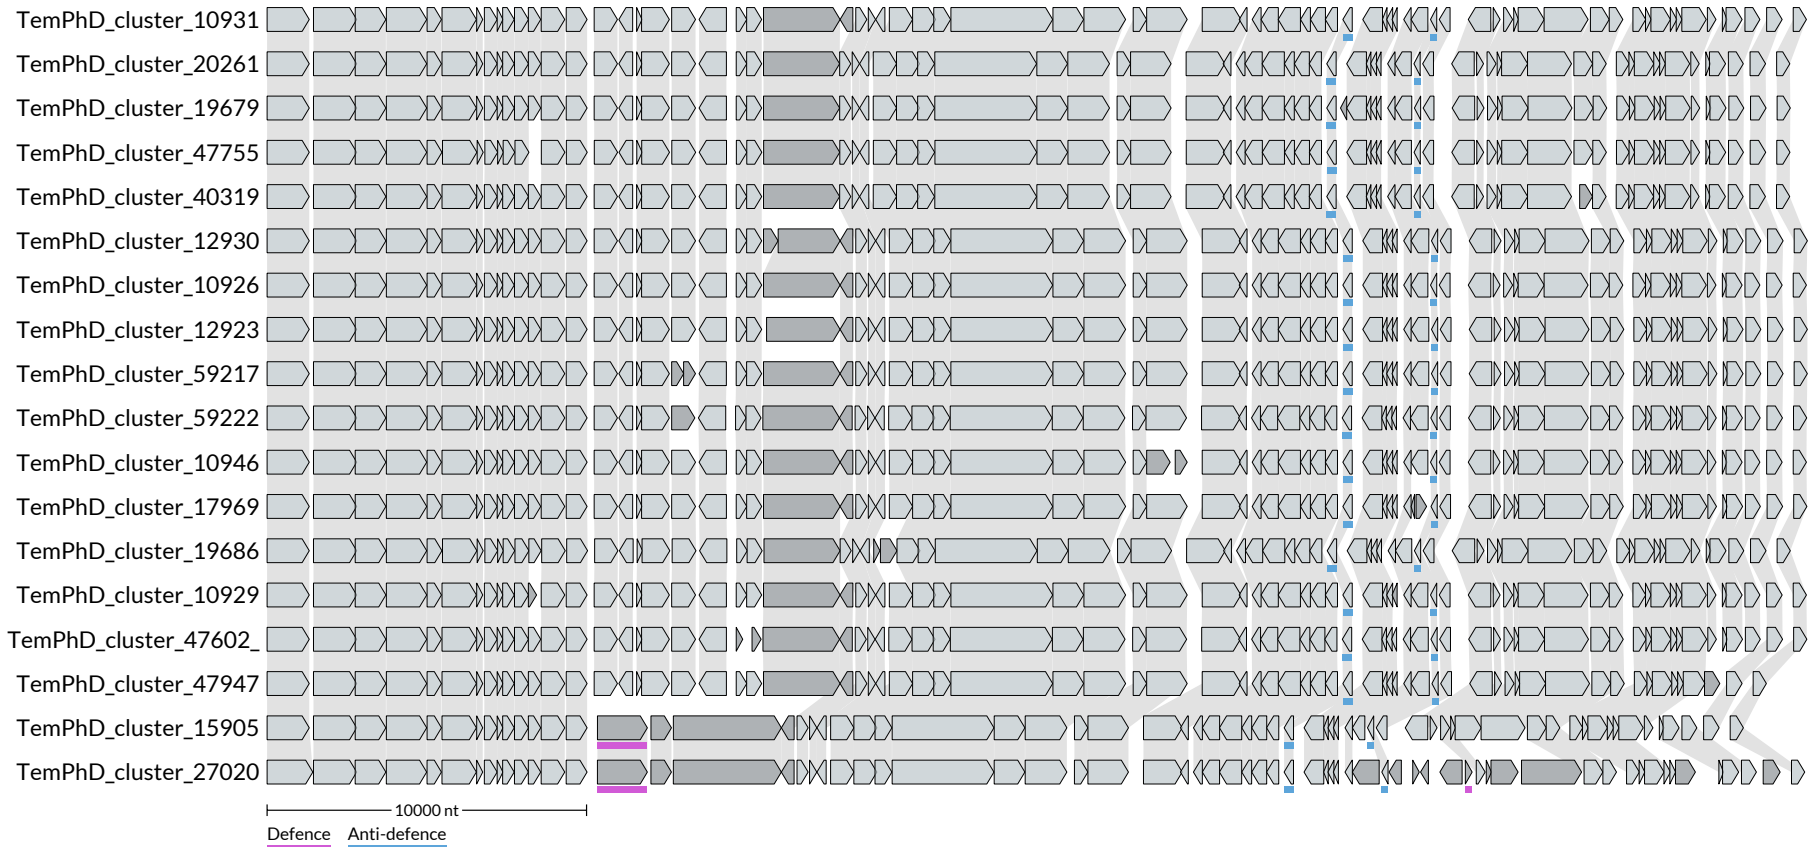 TemPhD_cluster_10931
TemPhD_cluster_20261
TemPhD_cluster_19679
TemPhD_cluster_47755
TemPhD_cluster_40319
TemPhD_cluster_12930
TemPhD_cluster_10926
TemPhD_cluster_12923
TemPhD_cluster_59217
TemPhD_cluster_59222
TemPhD_cluster_10946
TemPhD_cluster_17969
TemPhD_cluster_19686
TemPhD_cluster_10929
TemPhD_cluster_47602_
TemPhD_cluster_47947
TemPhD_cluster_15905
TemPhD_cluster_27020
10000 nt
Defence Anti-defence